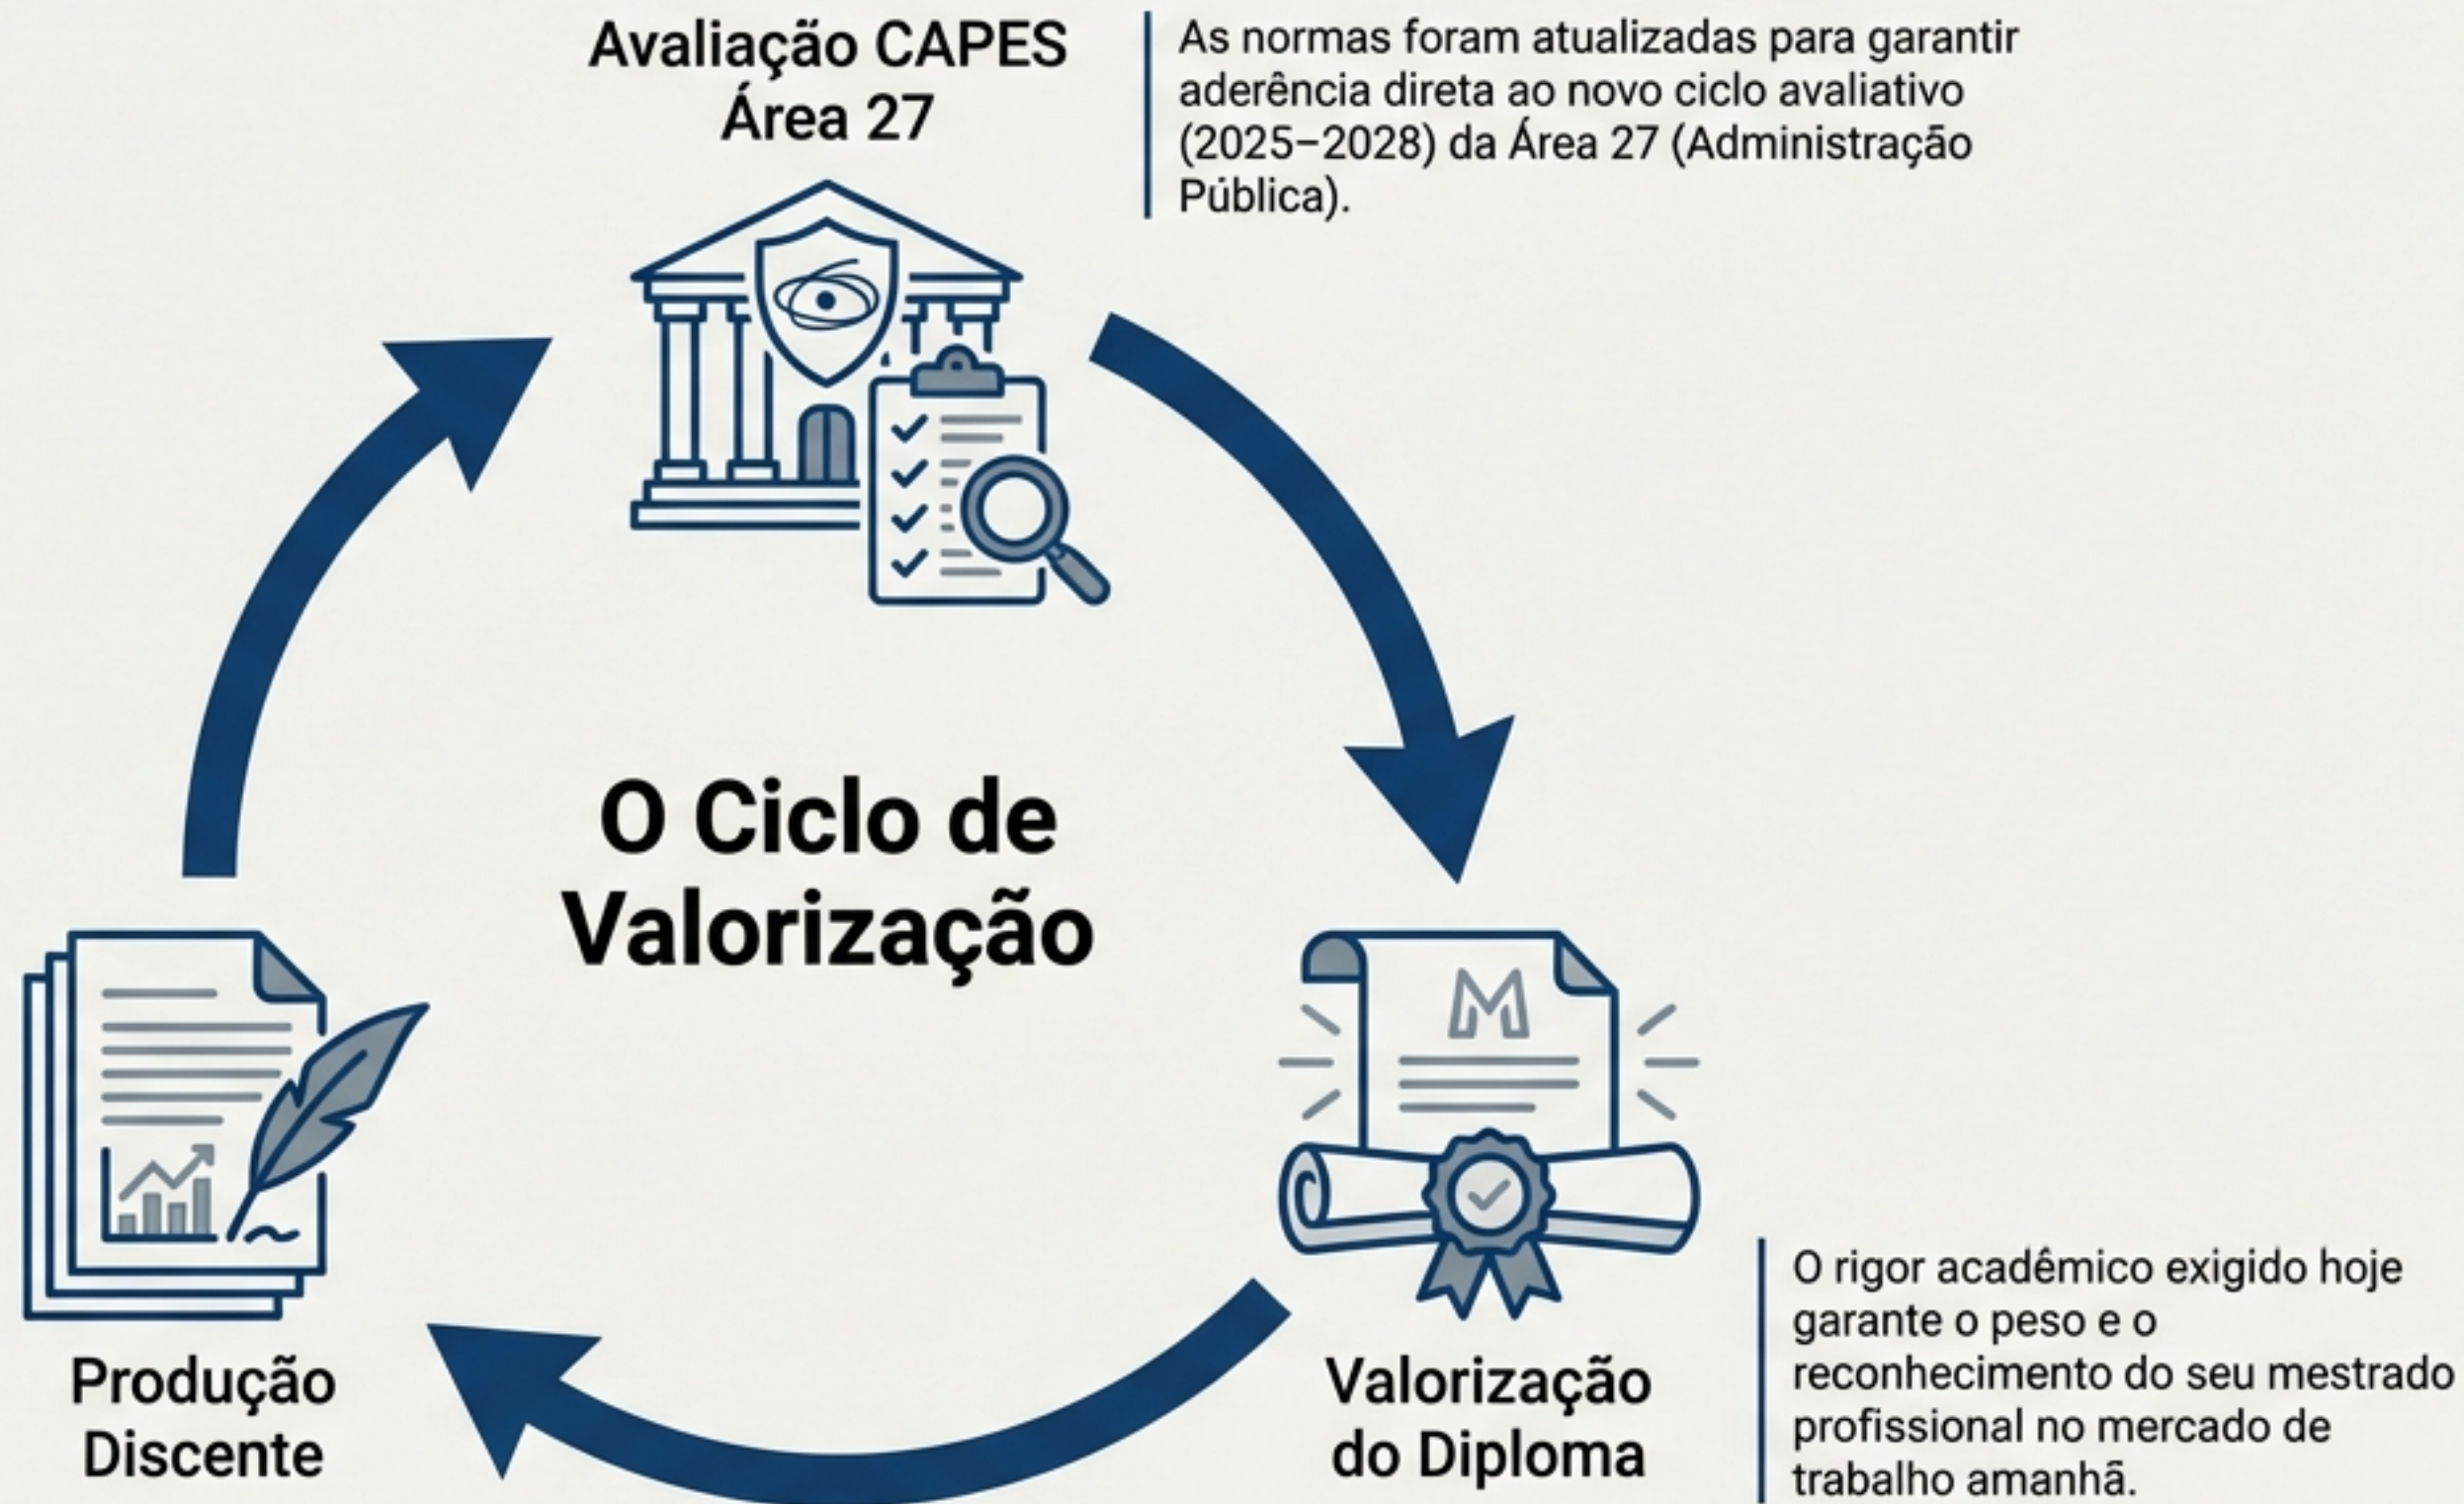 Avaliação CAPES
Área 27
As normas foram atualizadas para garantir
aderência direta ao novo ciclo avaliativo
(2025–2028) da Área 27 (Administração
Pública).
O Ciclo de
Valorização
M
Produção
Discente
Valorização
do Diploma
O rigor acadêmico exigido hoje
garante o peso e o
reconhecimento do seu mestrado
profissional no mercado de
trabalho amanhã.